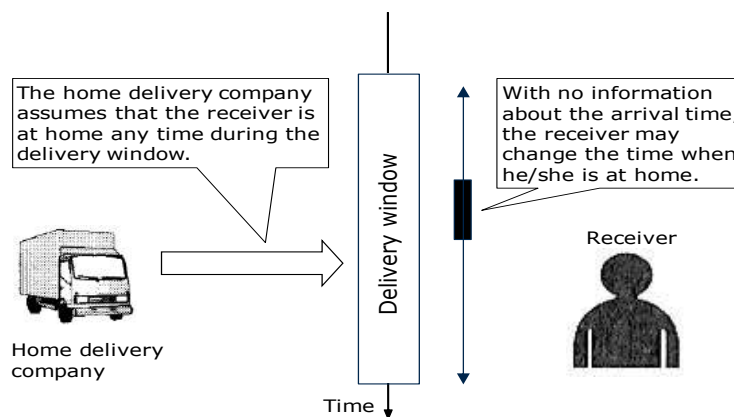 The home delivery company
assumes that the receiver is
at home any time during the
delivery window.
With no information
about the arrival time,
the receiver may
change the time when
he/she is at home.
Delivery window
Receiver
Home delivery
company
Time